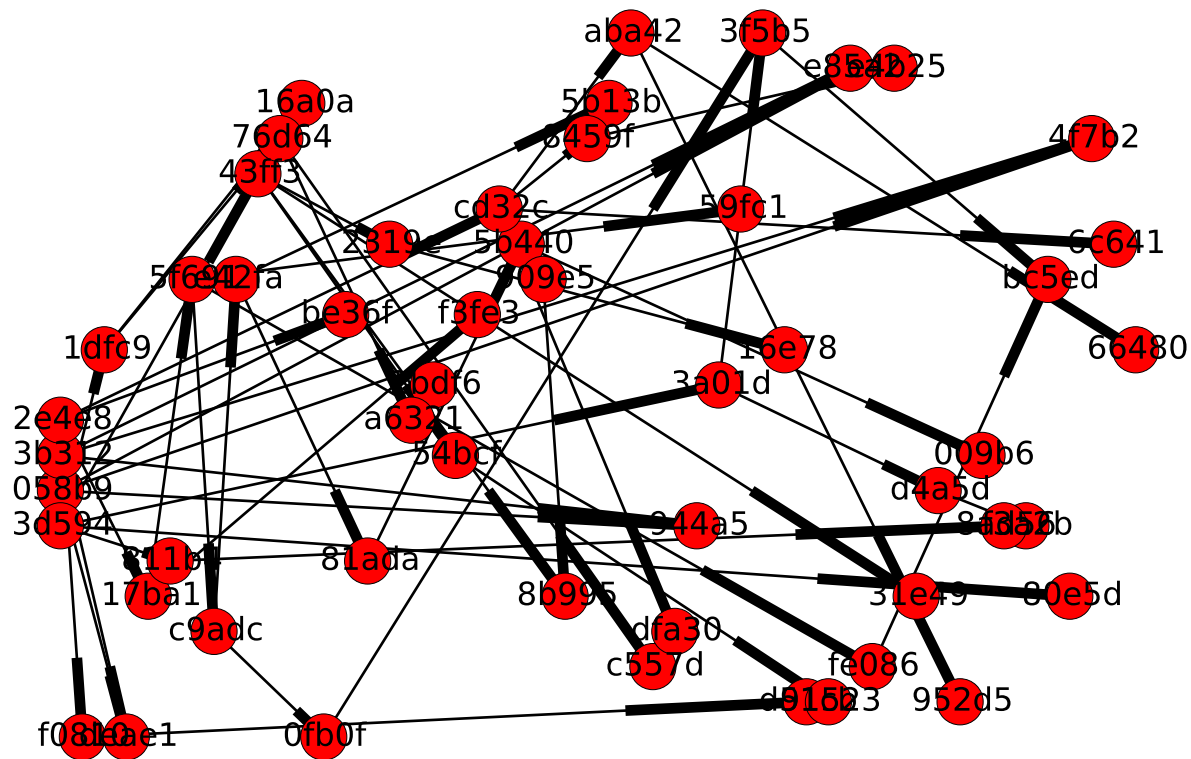 aba42
3f5b5
16a0a
5b13b
76d64
8459f
4f7b2
43ff3
cd32c
59fc1
2319e
5b440
6c641
909e5
bc5ed
be36f
f3fe3
1dfc9
16e78
66480
3a01d
2e4e8
a6321
3b312
54bcf
009b6
058b9
d4a5d
3d594
944a5
81ada
17ba1
8b995
31e49
80e5d
c9adc
dfa30
c557d
fe086
952d5
0fb0f